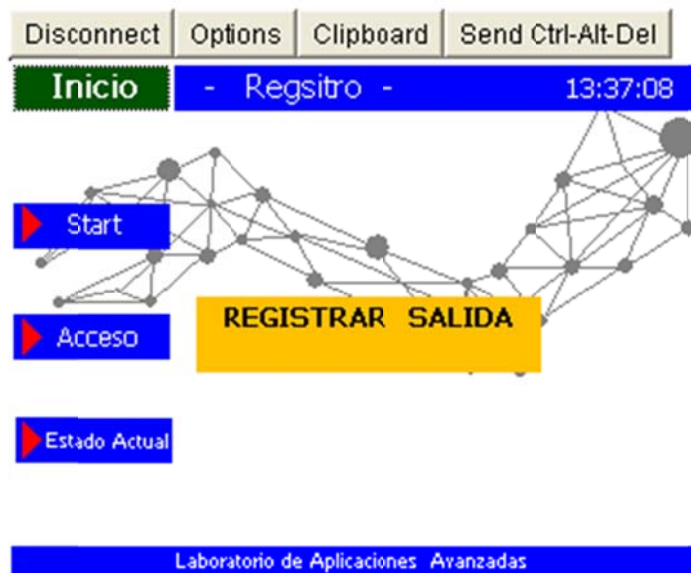 Disconnect Options Clipboard Send Ctrl-Alt-Del
Inicio - Regsitro - 13:37:08
Start
REGISTRAR SALIDA
Acceso
Estado Actual
Laboratorio de Aplicaciones Avanzadas